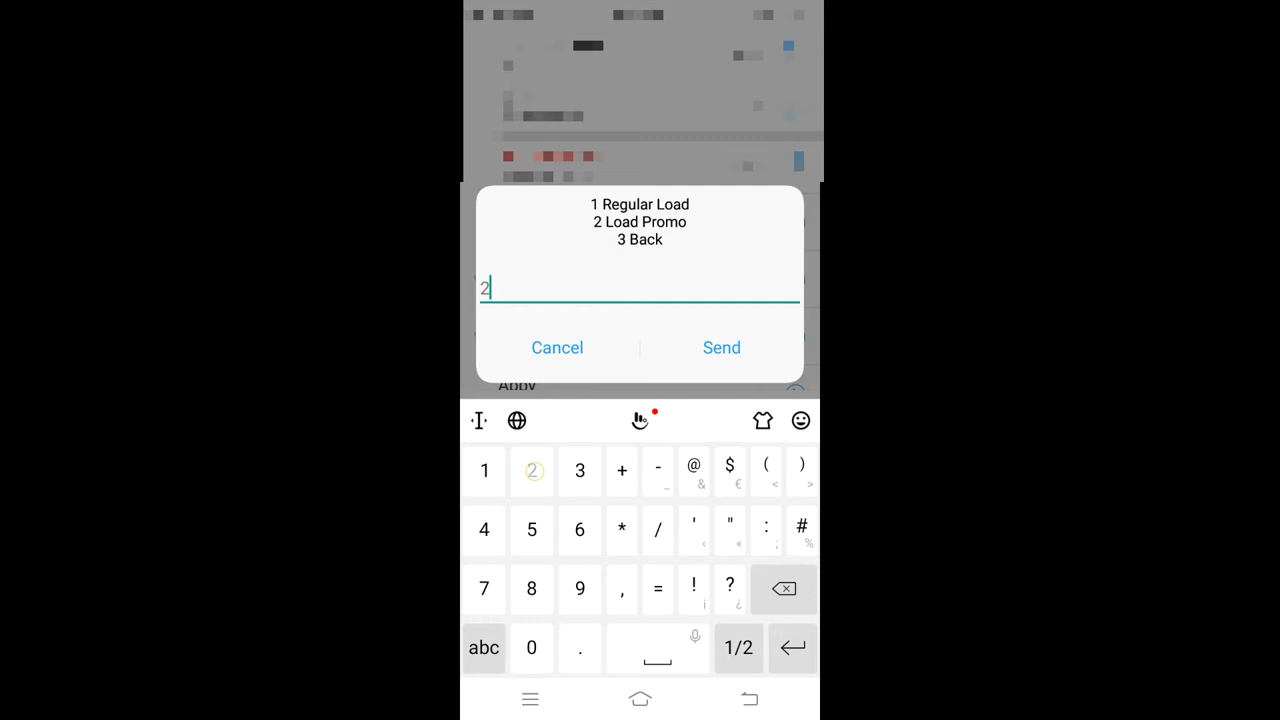 1 Regular Load
2 Load Promo
3 Back
2
Cancel
Send
Abby
1 2 3 + - _ @ & $ € ( < ) >
4 5 6 * / ' ‹ " « : ; # %
7 8 9 , = ! ¡ ? ¿
abc 0 . 1/2